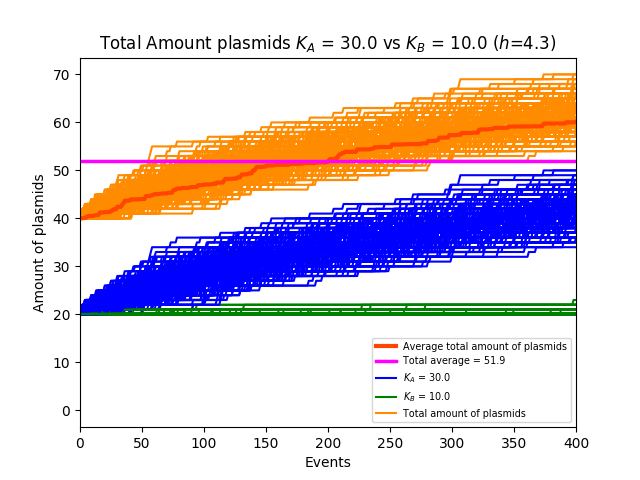 Total Amount plasmids K_A = 30.0 vs K_B = 10.0 (h=4.3)
70
60
50
40
30
20
10
0
Amount of plasmids
Average total amount of plasmids
Total average = 51.9
K_A = 30.0
K_B = 10.0
Total amount of plasmids
0 50 100 150 200 250 300 350 400
Events